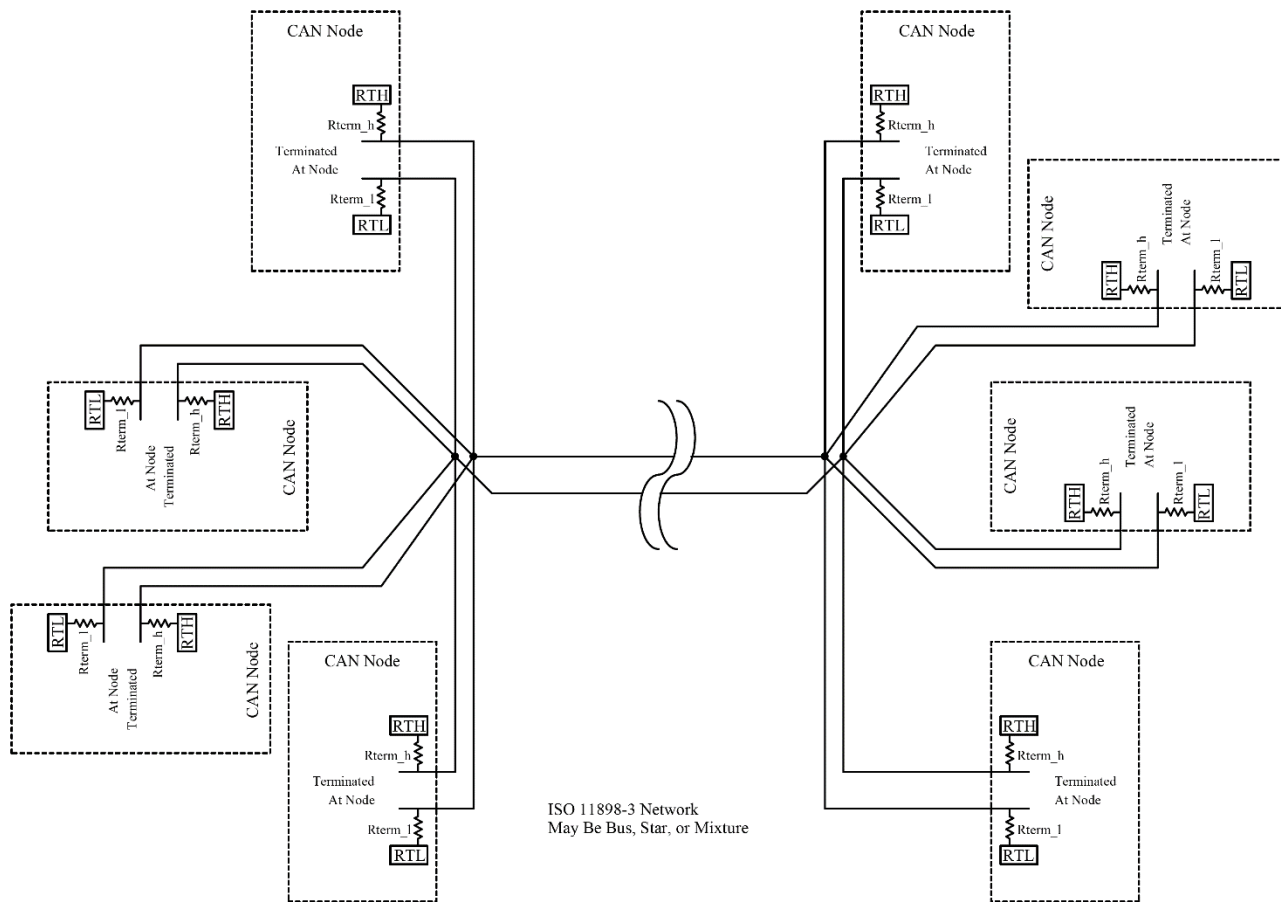 CAN Node
RTH
Rterm_h
Terminated
At Node
Rterm_l
RTL
CAN Node
RTH
Rterm_h
Terminated
At Node
Rterm_l
RTL
CAN Node
Terminated
At Node
Rterm_h
Rterm_l
RTH
RTL
RTL
Rterm_l
Rterm_h
RTH
At Node
Terminated
CAN Node
CAN Node
Terminated
At Node
Rterm_h
Rterm_l
RTH
RTL
RTL
Rterm_l
Rterm_h
RTH
At Node
Terminated
CAN Node
CAN Node
RTH
Rterm_h
Terminated
At Node
Rterm_l
RTL
ISO 11898-3 Network
May Be Bus, Star, or Mixture
CAN Node
RTH
Rterm_h
Terminated
At Node
Rterm_l
RTL